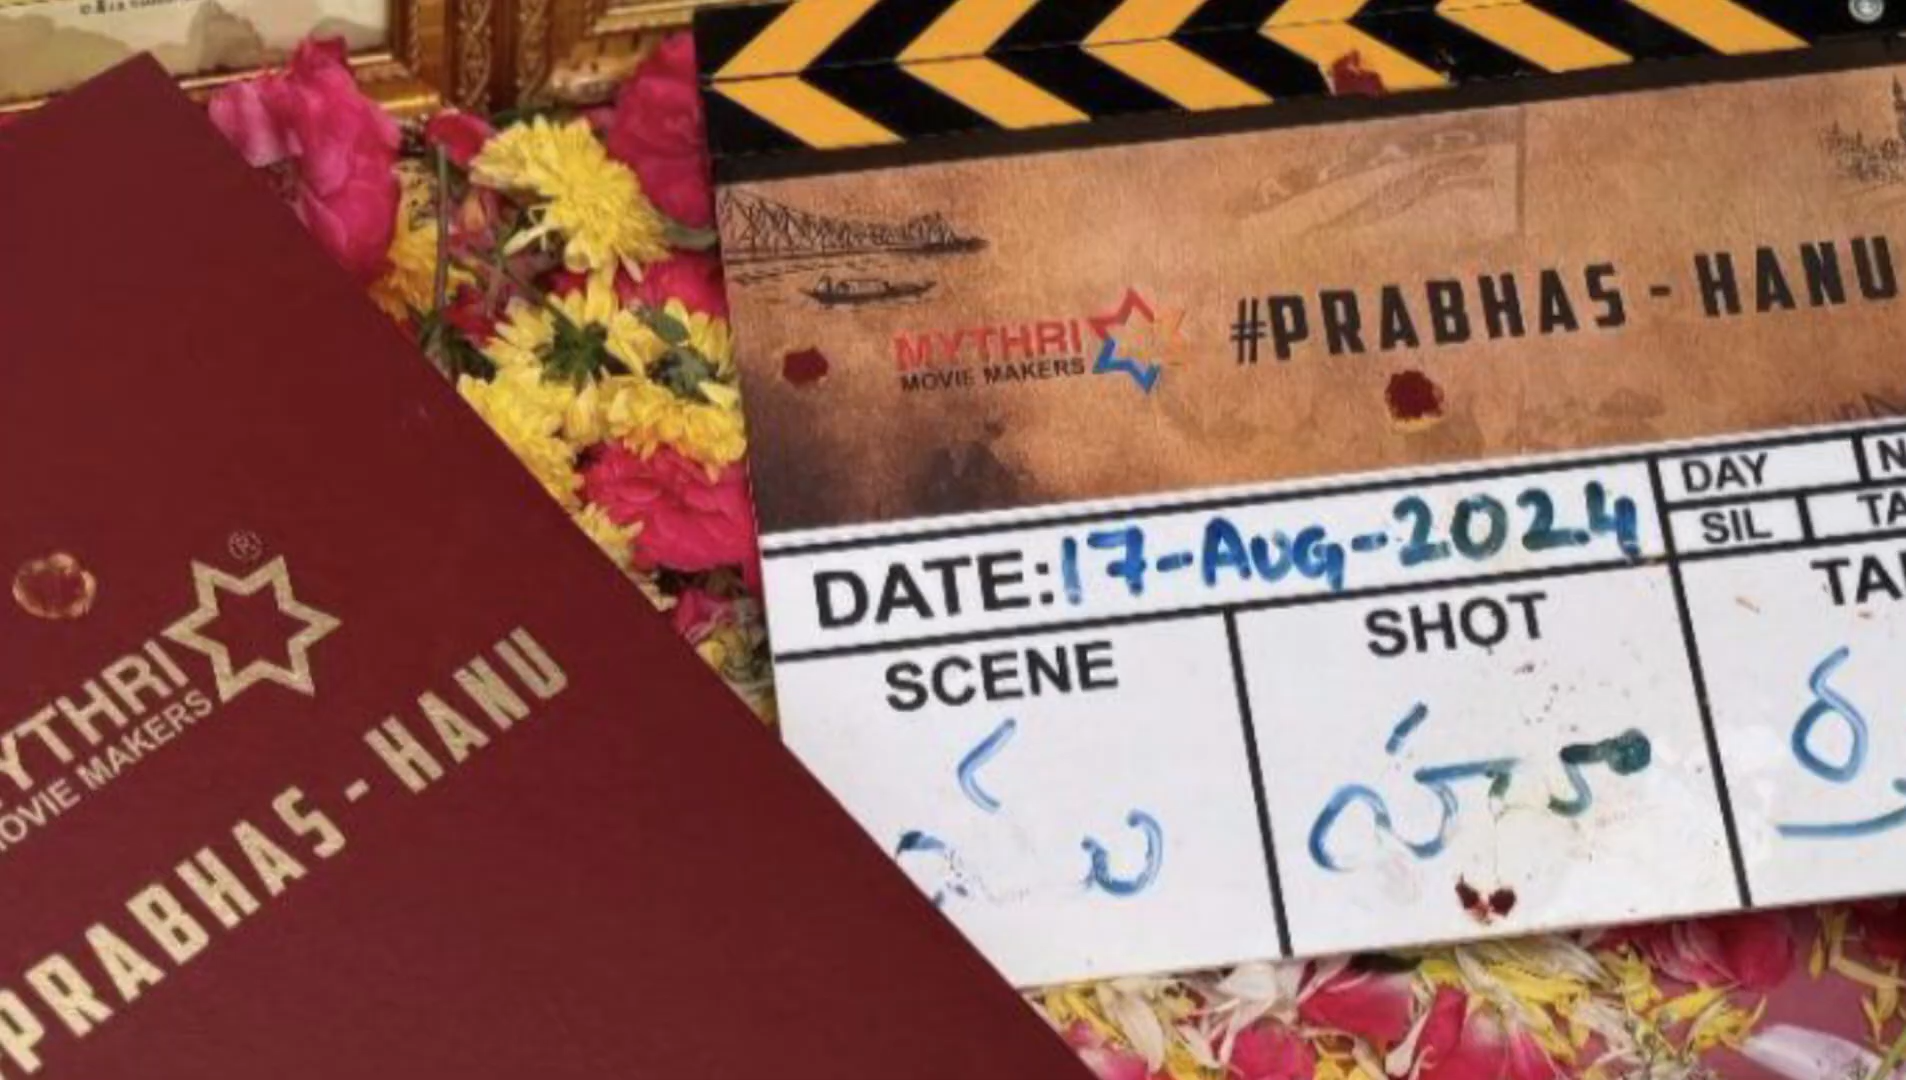 MYTHRI
MOVIE MAKERS
#PRABHAS - HANU
DATE: 17-Aug-2024
DAY
SIL
SCENE
SHOT
MYTHRI
MOVIE MAKERS
®
PRABHAS - HANU